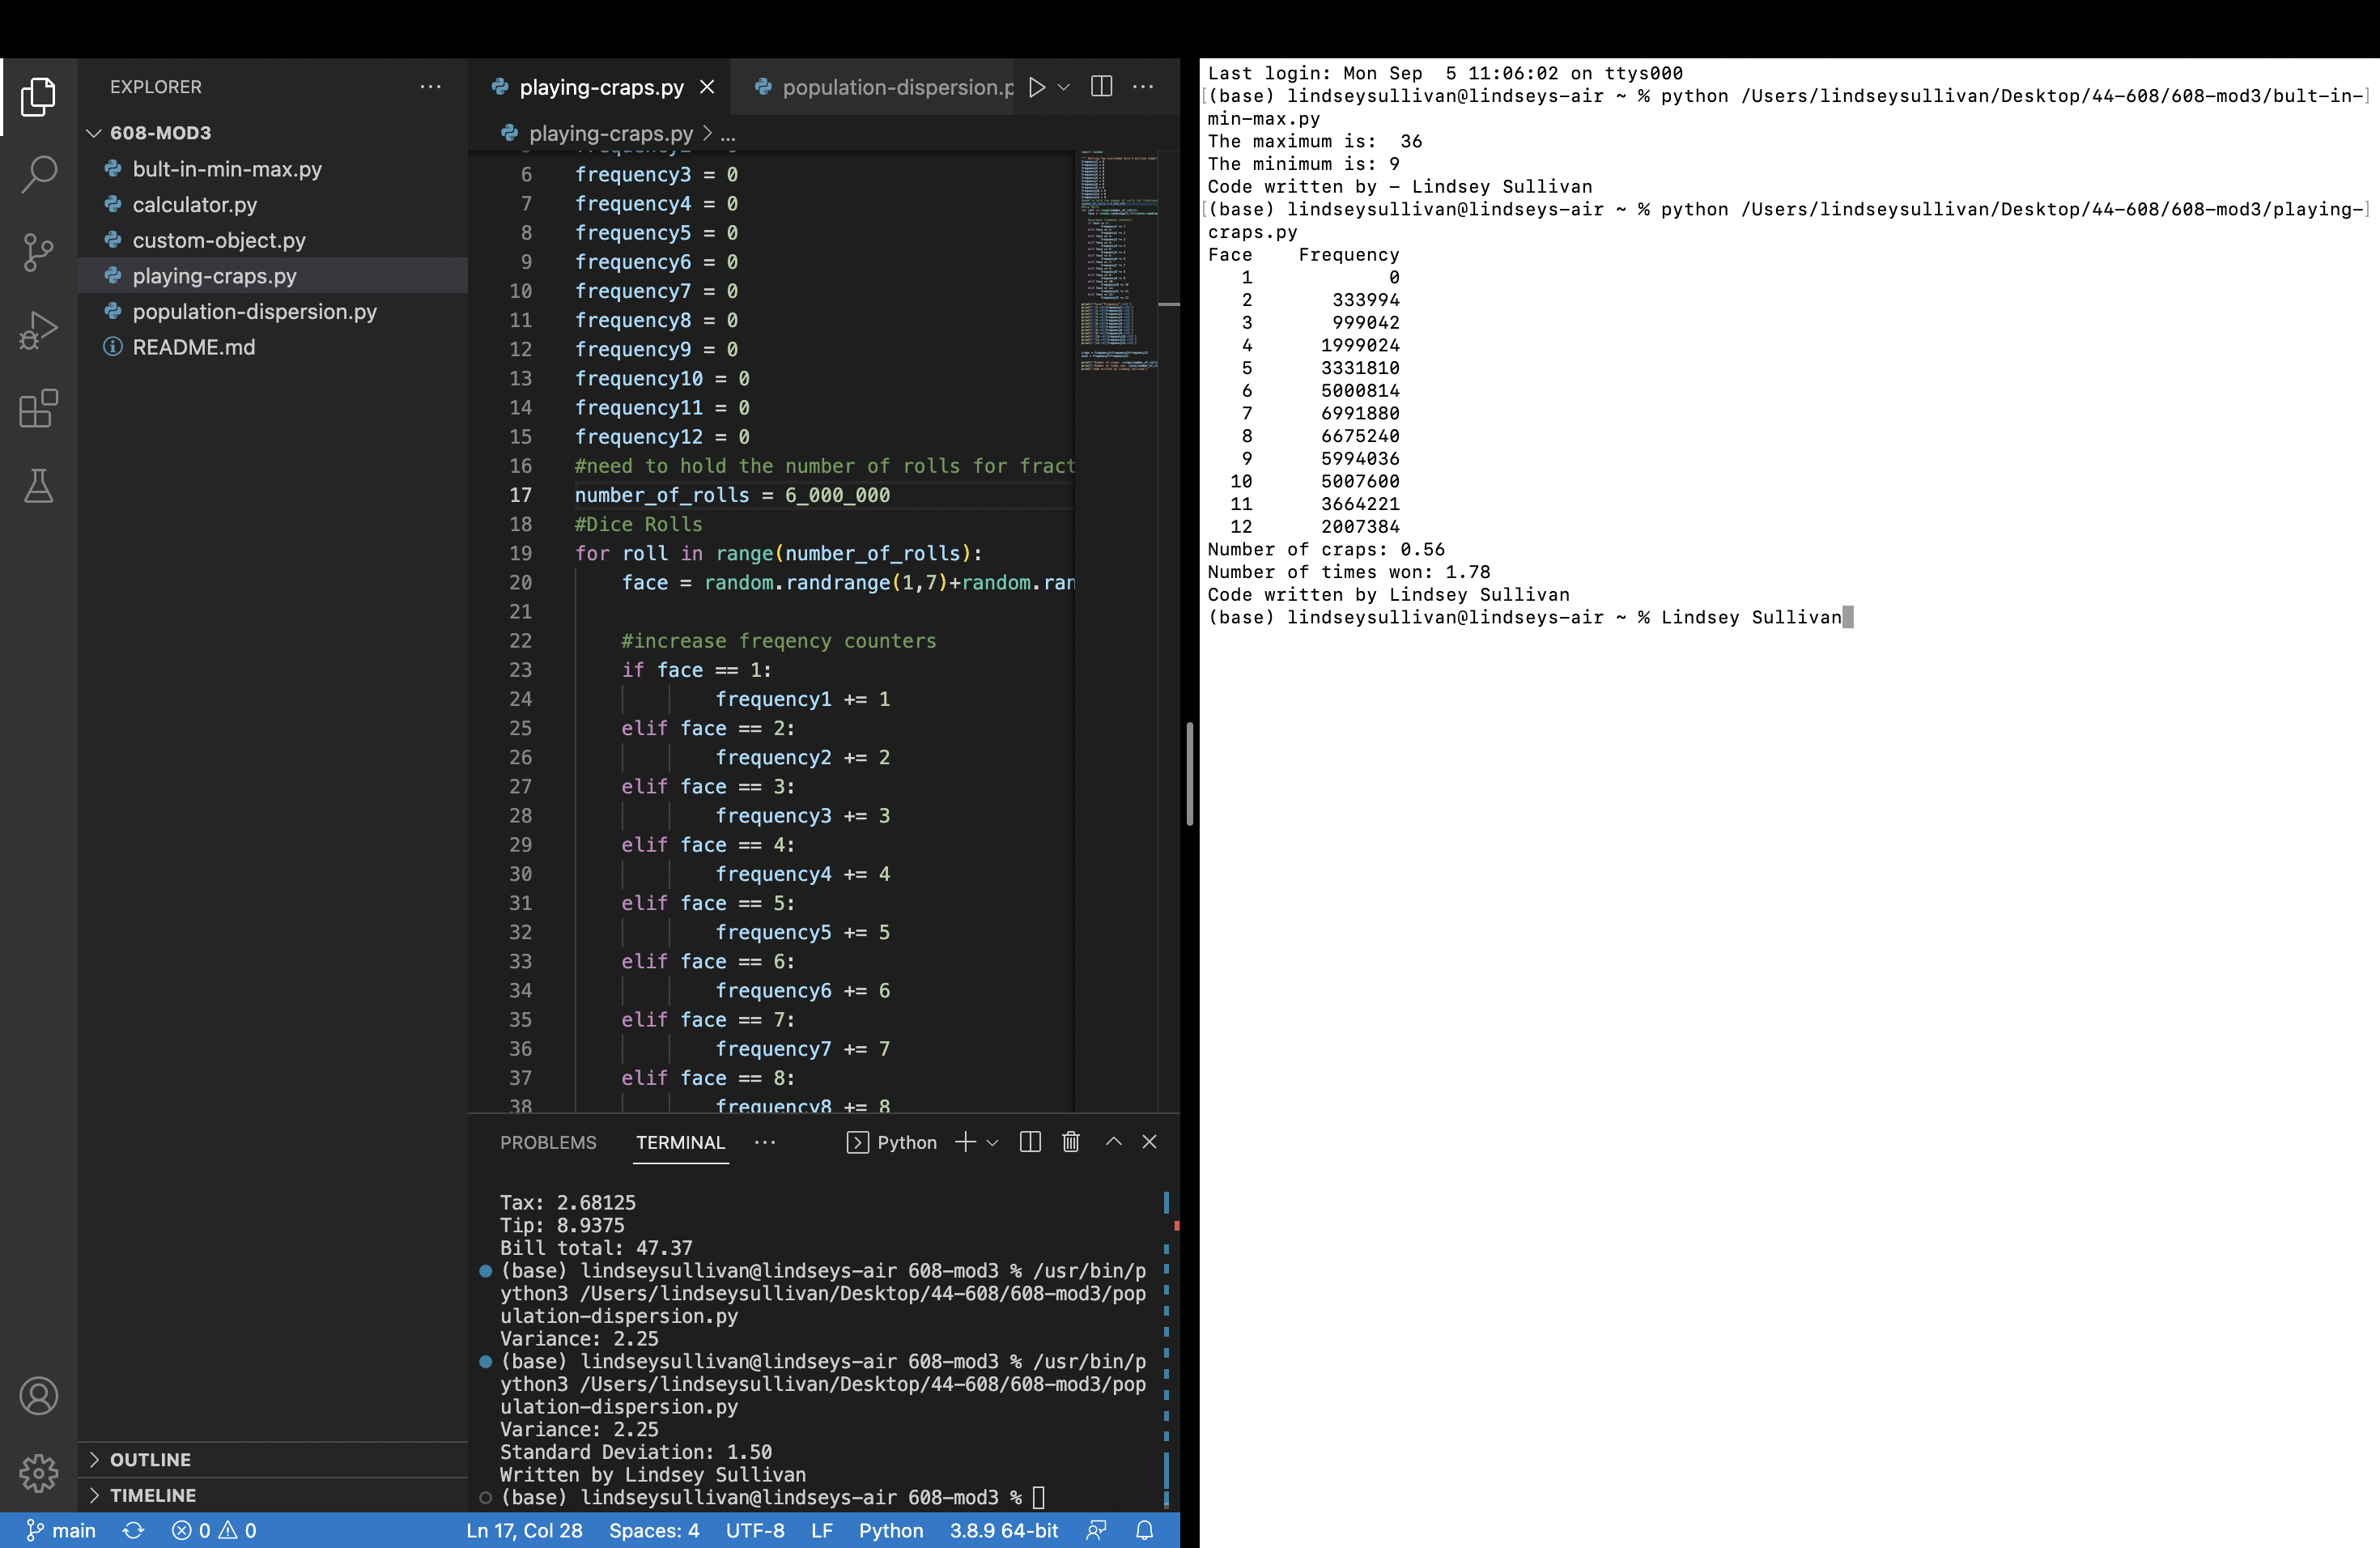 EXPLORER
608-MOD3
bult-in-min-max.py
calculator.py
custom-object.py
playing-craps.py
population-dispersion.py
README.md
OUTLINE
TIMELINE
playing-craps.py
population-dispersion.p
playing-craps.py > ...
6 frequency3 = 0
7 frequency4 = 0
8 frequency5 = 0
9 frequency6 = 0
10 frequency7 = 0
11 frequency8 = 0
12 frequency9 = 0
13 frequency10 = 0
14 frequency11 = 0
15 frequency12 = 0
16 #need to hold the number of rolls for fract
17 number_of_rolls = 6_000_000
18 #Dice Rolls
19 for roll in range(number_of_rolls):
20 face = random.randrange(1,7)+random.ran
21
22 #increase freqency counters
23 if face == 1:
24 frequency1 += 1
25 elif face == 2:
26 frequency2 += 2
27 elif face == 3:
28 frequency3 += 3
29 elif face == 4:
30 frequency4 += 4
31 elif face == 5:
32 frequency5 += 5
33 elif face == 6:
34 frequency6 += 6
35 elif face == 7:
36 frequency7 += 7
37 elif face == 8:
38 frequency8 += 8
PROBLEMS TERMINAL ... Python
Tax: 2.68125
Tip: 8.9375
Bill total: 47.37
(base) lindseysullivan@lindseys-air 608-mod3 % /usr/bin/p
ython3 /Users/lindseysullivan/Desktop/44-608/608-mod3/pop
ulation-dispersion.py
Variance: 2.25
(base) lindseysullivan@lindseys-air 608-mod3 % /usr/bin/p
ython3 /Users/lindseysullivan/Desktop/44-608/608-mod3/pop
ulation-dispersion.py
Variance: 2.25
Standard Deviation: 1.50
Written by Lindsey Sullivan
(base) lindseysullivan@lindseys-air 608-mod3 %
main 0 0 Ln 17, Col 28 Spaces: 4 UTF-8 LF Python 3.8.9 64-bit
Last login: Mon Sep  5 11:06:02 on ttys000
[(base) lindseysullivan@lindseys-air ~ % python /Users/lindseysullivan/Desktop/44-608/608-mod3/bult-in-]
min-max.py
The maximum is:  36
The minimum is: 9
Code written by - Lindsey Sullivan
[(base) lindseysullivan@lindseys-air ~ % python /Users/lindseysullivan/Desktop/44-608/608-mod3/playing-]
craps.py
Face    Frequency
1 0
2 333994
3 999042
4 1999024
5 3331810
6 5000814
7 6991880
8 6675240
9 5994036
10 5007600
11 3664221
12 2007384
Number of craps: 0.56
Number of times won: 1.78
Code written by Lindsey Sullivan
(base) lindseysullivan@lindseys-air ~ % Lindsey Sullivan